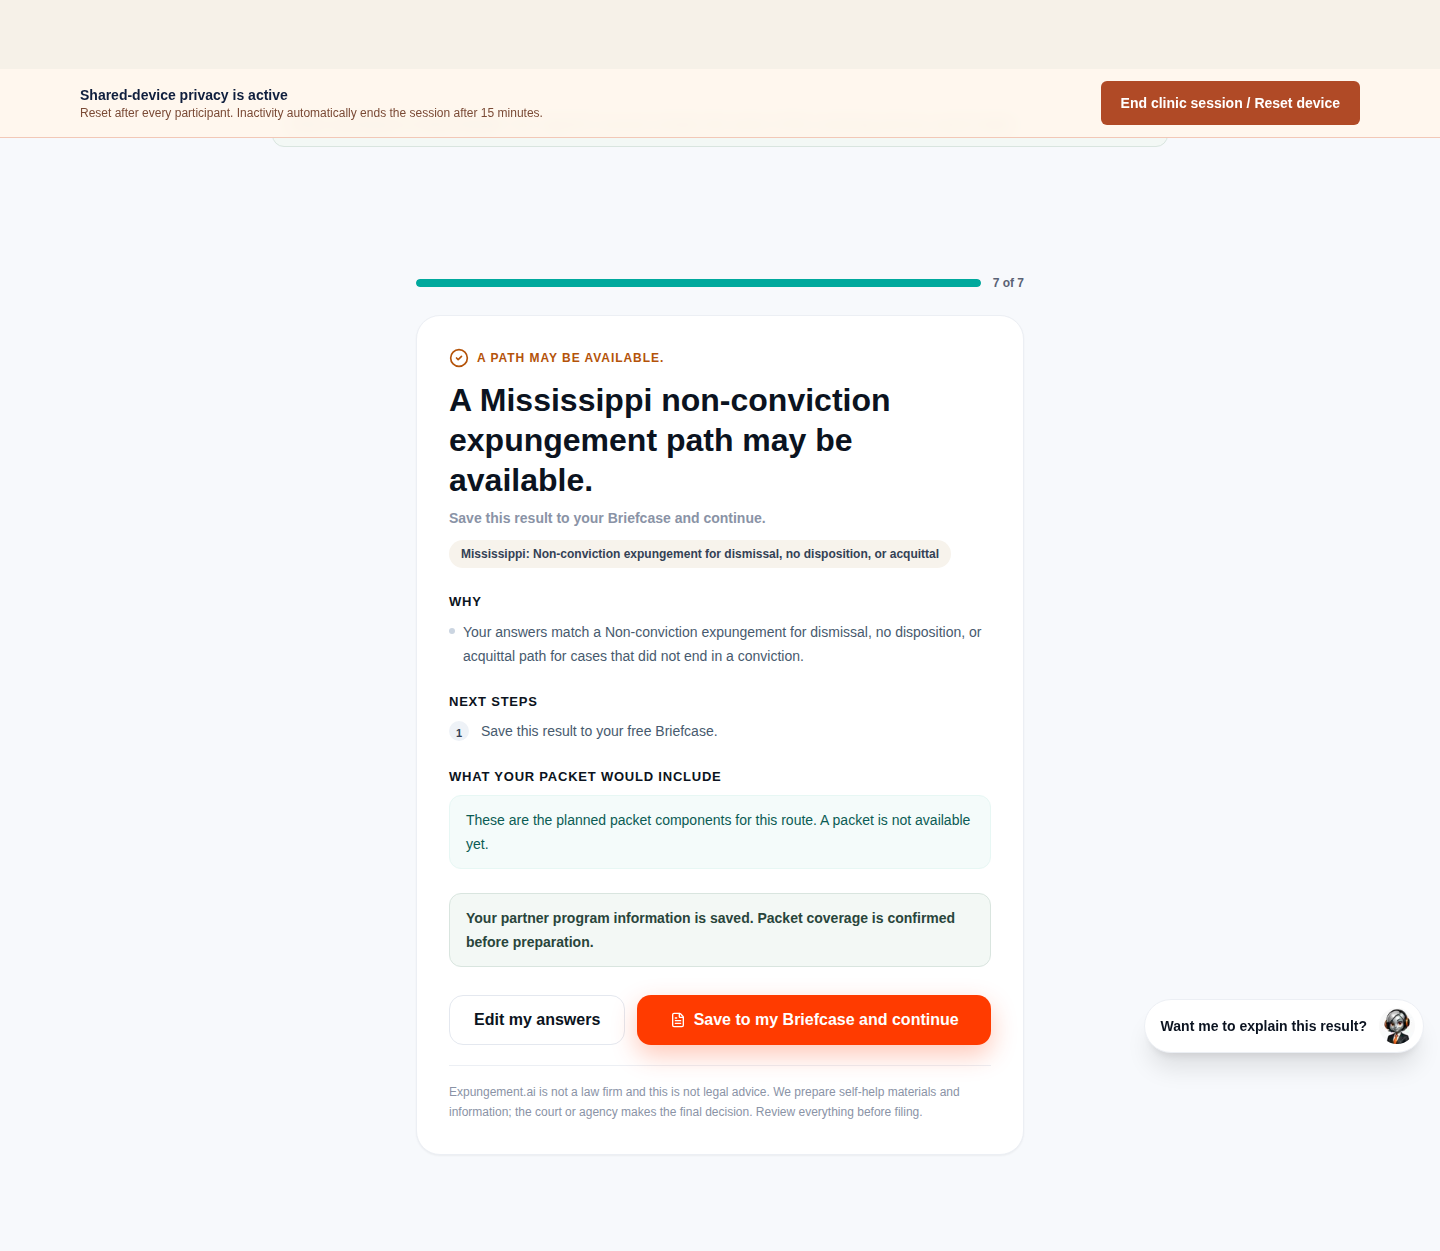 Shared-device privacy is active
Reset after every participant. Inactivity automatically ends the session after 15 minutes.
End clinic session / Reset device
7 of 7
A PATH MAY BE AVAILABLE.
A Mississippi non-conviction
expungement path may be
available.
Save this result to your Briefcase and continue.
Mississippi: Non-conviction expungement for dismissal, no disposition, or acquittal
WHY
Your answers match a Non-conviction expungement for dismissal, no disposition, or
acquittal path for cases that did not end in a conviction.
NEXT STEPS
1 Save this result to your free Briefcase.
WHAT YOUR PACKET WOULD INCLUDE
These are the planned packet components for this route. A packet is not available
yet.
Your partner program information is saved. Packet coverage is confirmed
before preparation.
Edit my answers
Save to my Briefcase and continue
Want me to explain this result?
Expungement.ai is not a law firm and this is not legal advice. We prepare self-help materials and
information; the court or agency makes the final decision. Review everything before filing.